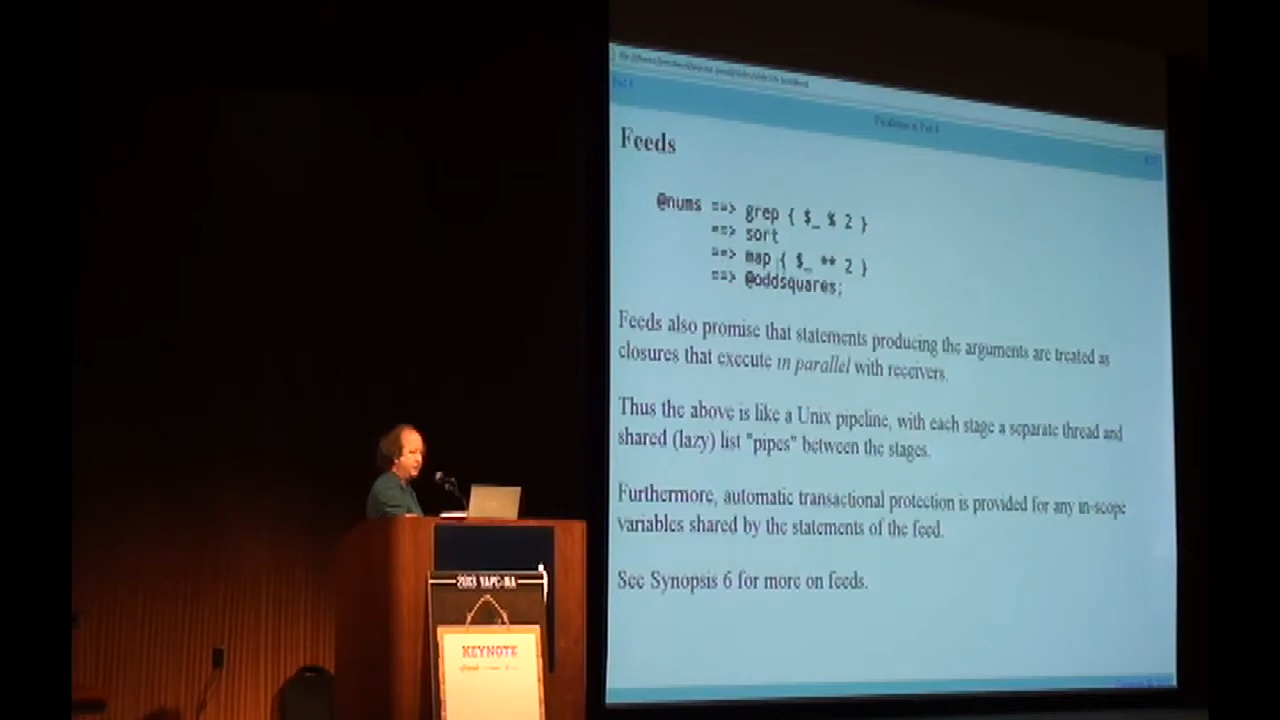 Feeds
@nums ==> grep { $_ % 2 }
==> sort
==> map { $_ ** 2 }
==> @oddsquares;
Feeds also promise that statements producing the arguments are treated as
closures that execute in parallel with receivers.
Thus the above is like a Unix pipeline, with each stage a separate thread and
shared (lazy) list "pipes" between the stages.
Furthermore, automatic transactional protection is provided for any in-scope
variables shared by the statements of the feed.
See Synopsis 6 for more on feeds.
2013 YAPC::NA
KEYNOTE